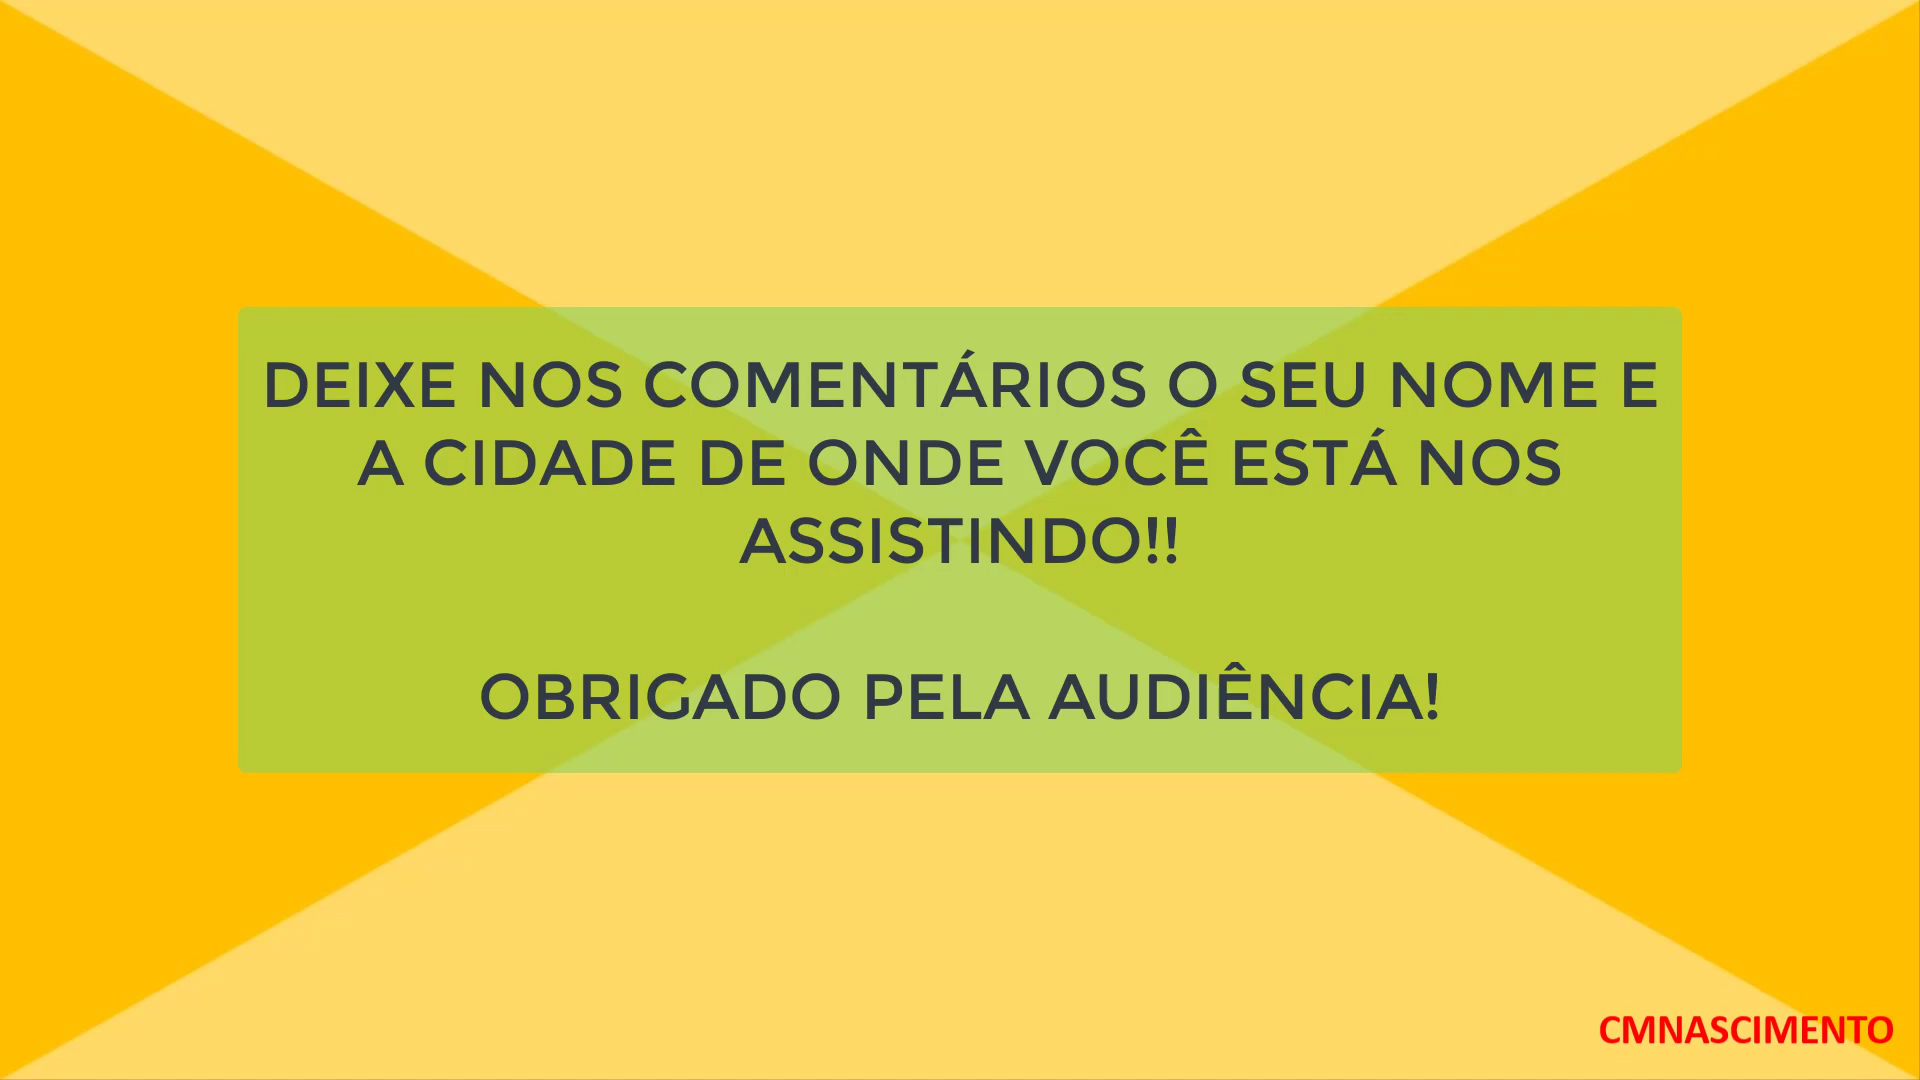 DEIXE NOS COMENTÁRIOS O SEU NOME E
A CIDADE DE ONDE VOCÊ ESTÁ NOS
ASSISTINDO!!
OBRIGADO PELA AUDIÊNCIA!
CMNASCIMENTO